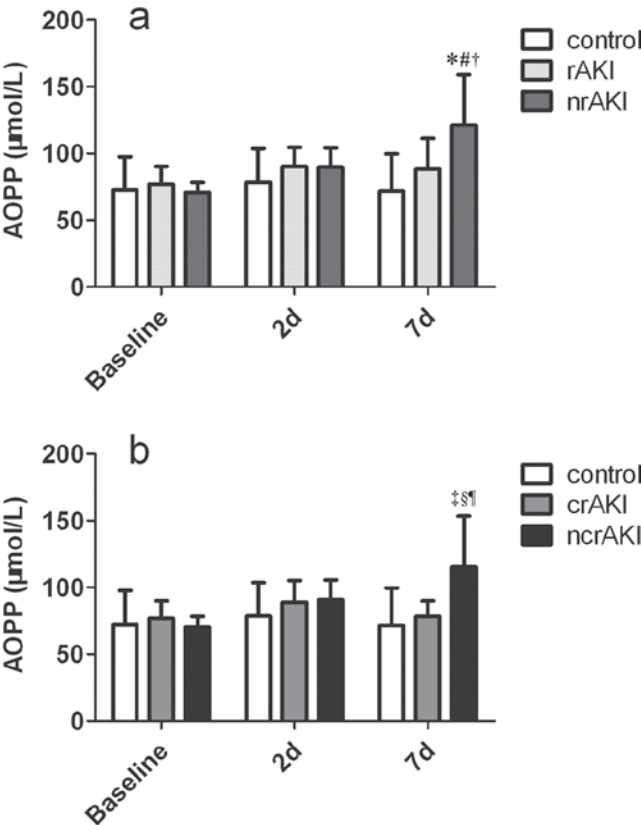 a
200
150
100
50
0
AOPP (μmol/L)
control
rAKI
nrAKI
*#†
Baseline
2d
7d
b
200
150
100
50
0
AOPP (μmol/L)
control
crAKI
ncrAKI
‡§¶
Baseline
2d
7d